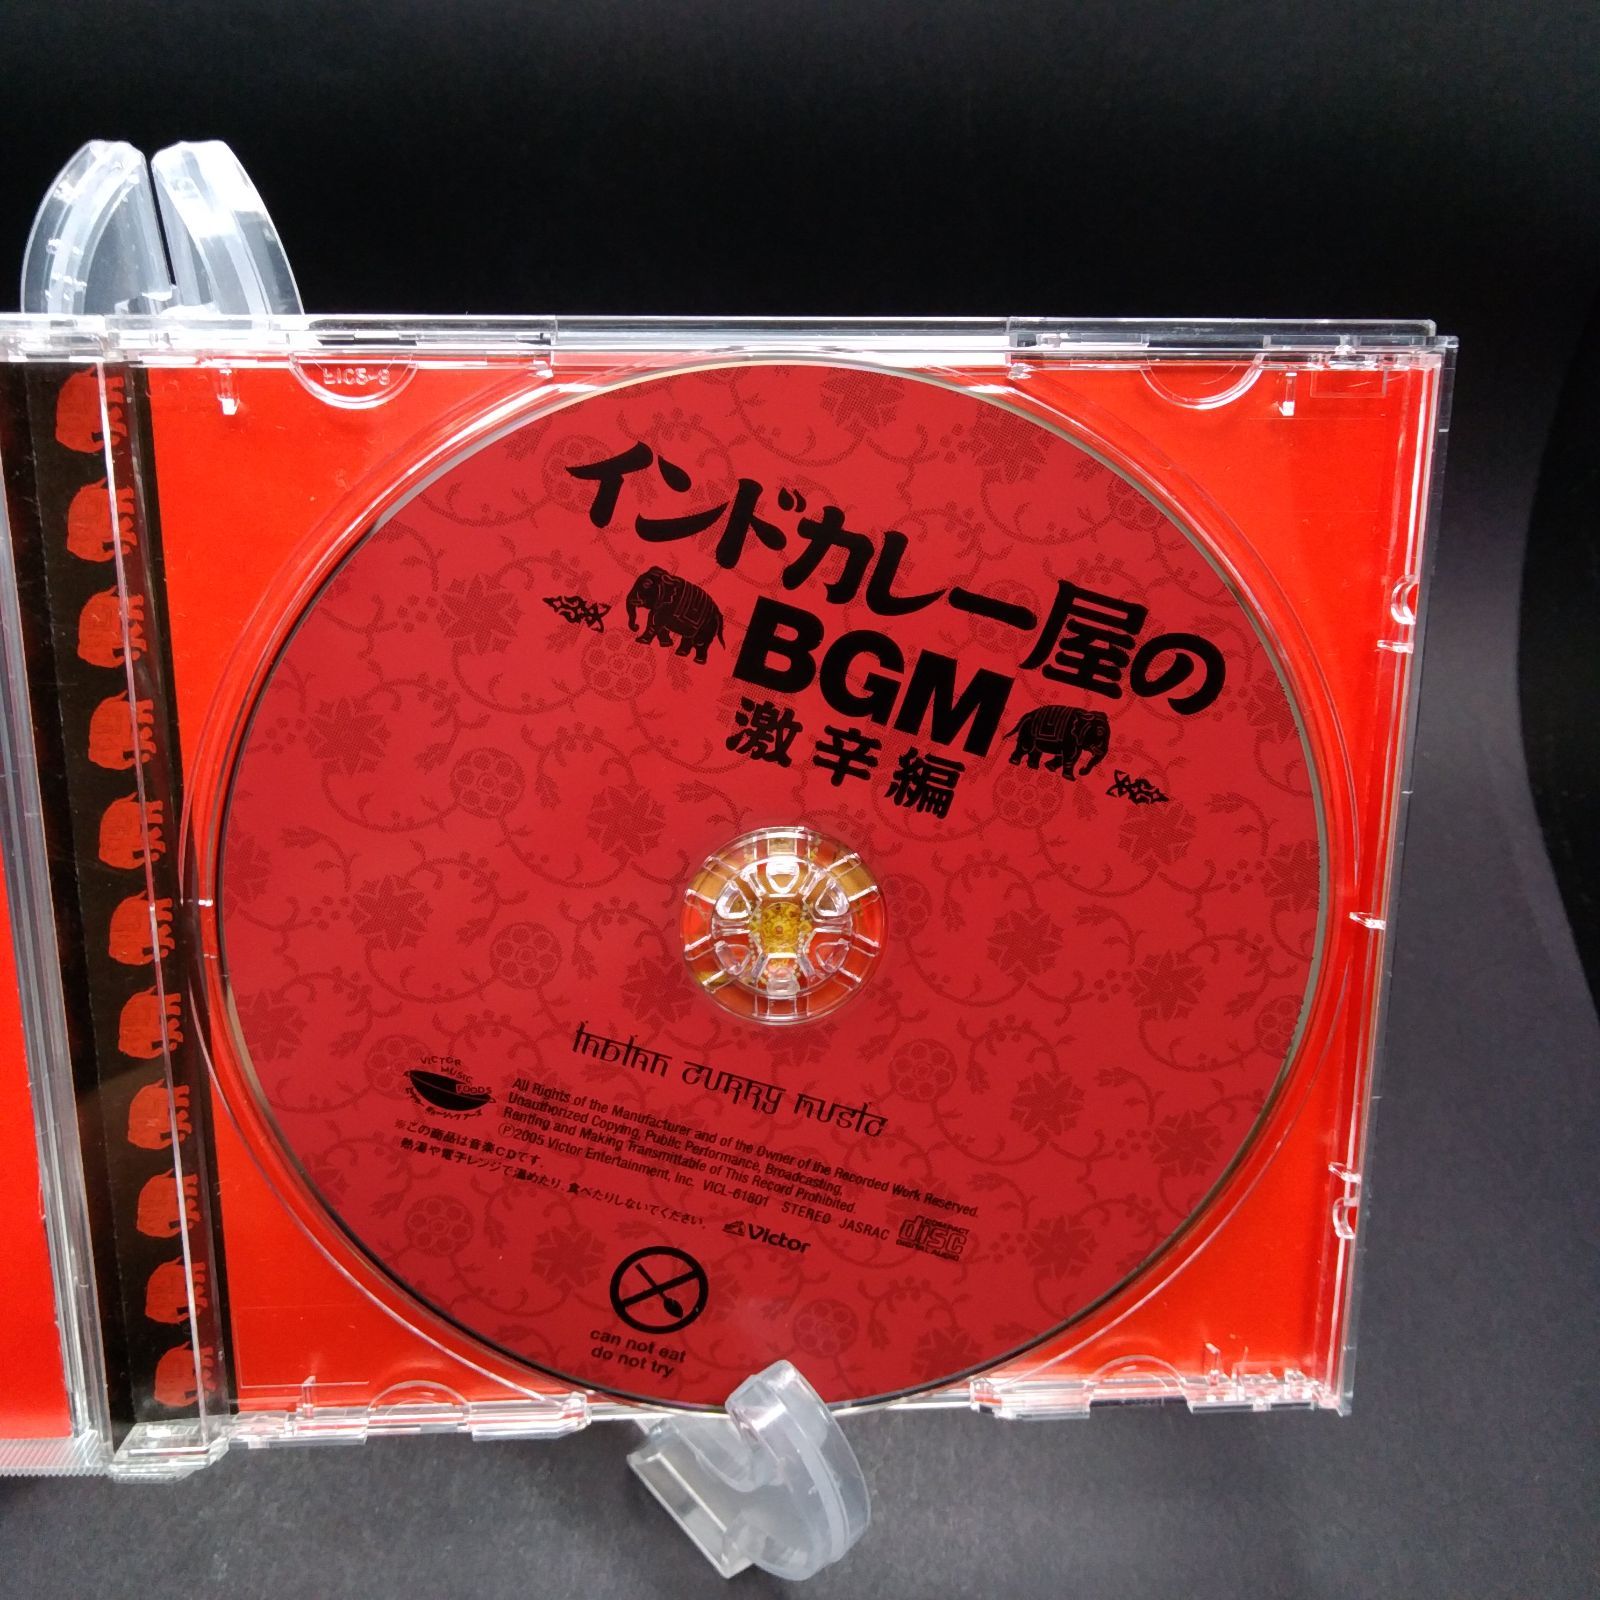 インドカレー屋の
BGM
激辛編
INDIAN CURRY MUSIC
VICTOR MUSIC FOODS
All Rights of the Manufacturer and of the Owner of the Recorded Work Reserved.
Unauthorized Copying, Public Performance, Broadcasting,
Renting and Making Transmittable of This Record Prohibited.
Ⓟ2005 Victor Entertainment, Inc. VICL-61801 STEREO JASRAC
※この商品は音楽CDです。
熱湯や電子レンジで温めたり、食べたりしないでください。
Victor
COMPACT
disc
DIGITAL AUDIO
can not eat
do not try